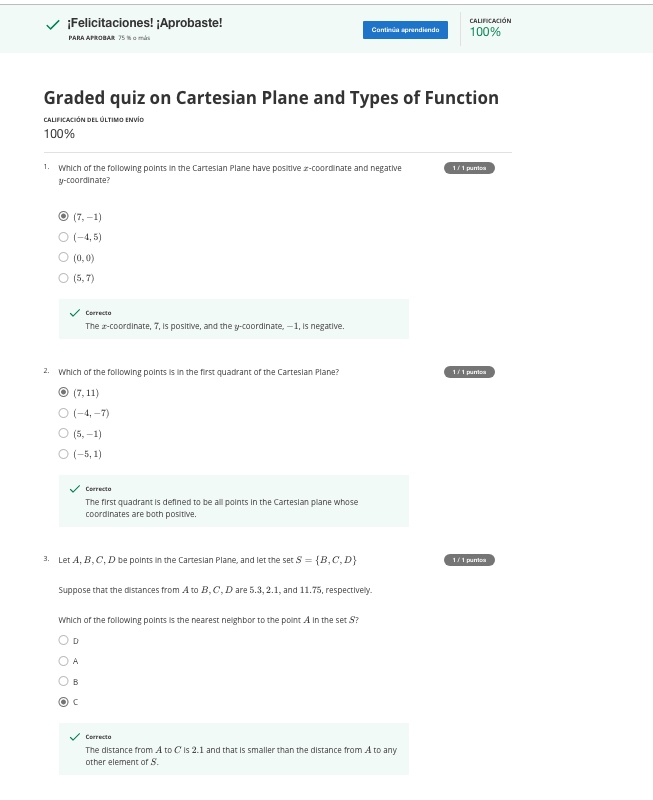 ¡Felicitaciones! ¡Aprobaste!
PARA APROBAR 75 % o más
Continúa aprendiendo
CALIFICACIÓN
100%
Graded quiz on Cartesian Plane and Types of Function
CALIFICACIÓN DEL ÚLTIMO ENVÍO
100%
1. Which of the following points in the Cartesian Plane have positive x-coordinate and negative
y-coordinate?
1 / 1 puntos
(7, −1)
(−4, 5)
(0, 0)
(5, 7)
Correcto
The x-coordinate, 7, is positive, and the y-coordinate, −1, is negative.
2. Which of the following points is in the first quadrant of the Cartesian Plane?
1 / 1 puntos
(7, 11)
(−4, −7)
(5, −1)
(−5, 1)
Correcto
The first quadrant is defined to be all points in the Cartesian plane whose
coordinates are both positive.
3. Let A, B, C, D be points in the Cartesian Plane, and let the set S = {B, C, D}
1 / 1 puntos
Suppose that the distances from A to B, C, D are 5.3, 2.1, and 11.75, respectively.
Which of the following points is the nearest neighbor to the point A in the set S?
D
A
B
C
Correcto
The distance from A to C is 2.1 and that is smaller than the distance from A to any
other element of S.